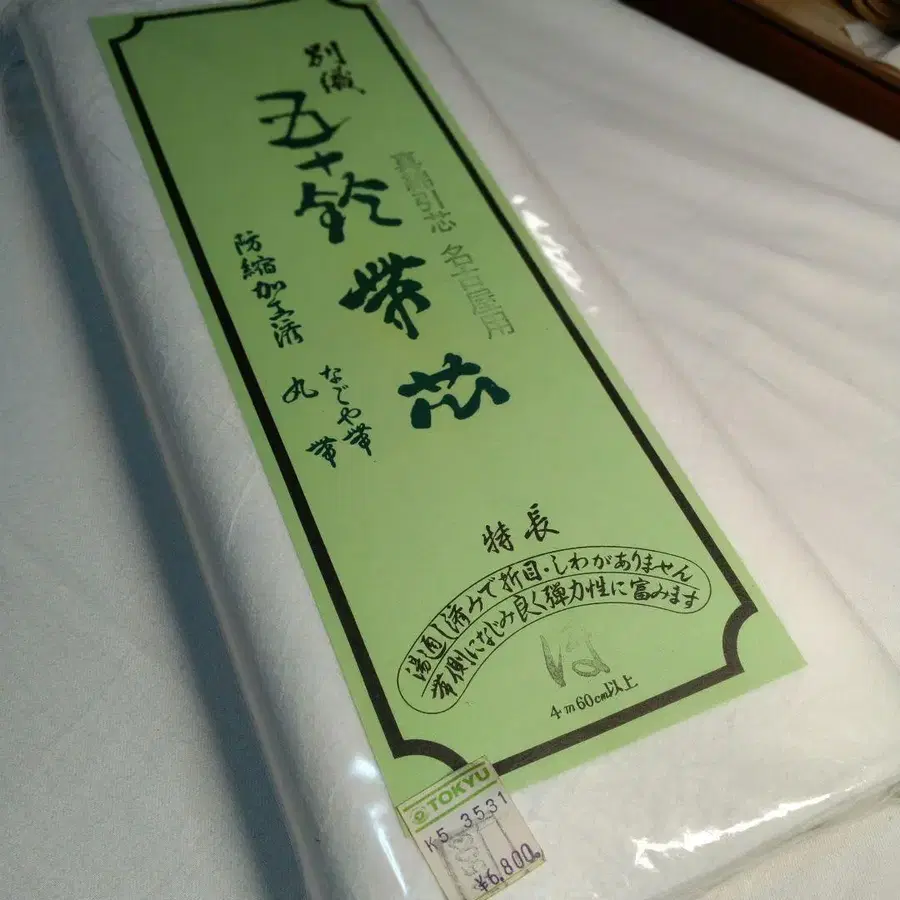 別織
五十鈴帯芯
真綿引芯 名古屋用
防縮加工済
なごや帯
丸帯
特長
湯通し済みで折目・しわがありません
帯側になじみ良く弾力性に富みます
ほ
4m60cm以上
TOKYU
K5 3531
¥6,800.